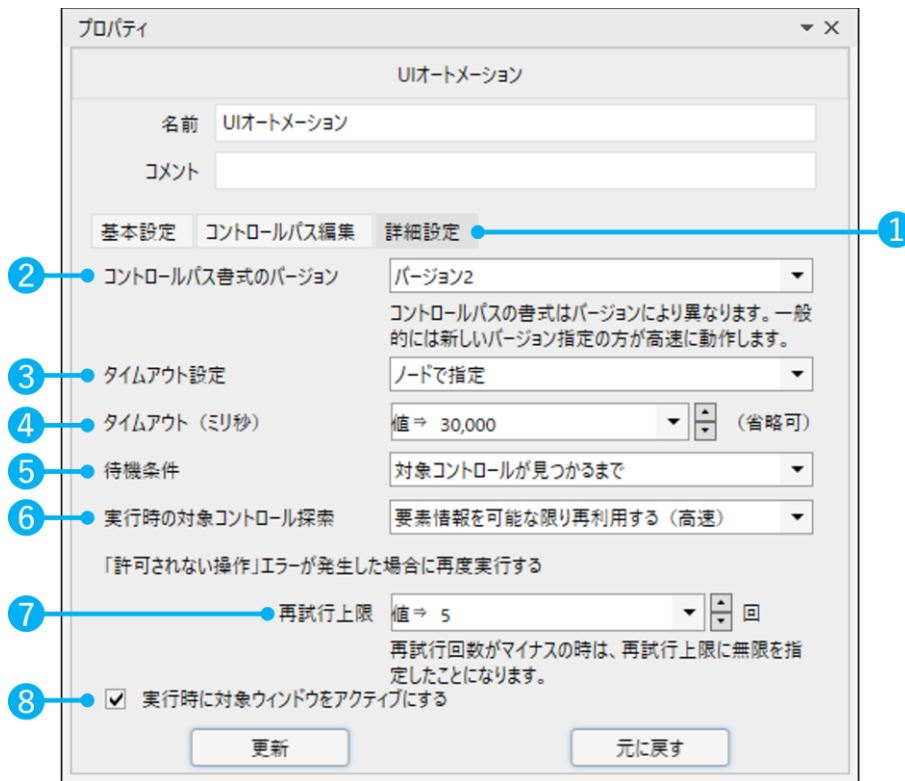 プロパティ
UIオートメーション
名前 UIオートメーション
コメント
基本設定 コントロールパス編集 詳細設定 1
2 コントロールパス書式のバージョン バージョン2
コントロールパスの書式はバージョンにより異なります。一般
的には新しいバージョン指定の方が高速に動作します。
3 タイムアウト設定 ノードで指定
4 タイムアウト（ミリ秒） 値⇒ 30,000 （省略可）
5 待機条件 対象コントロールが見つかるまで
6 実行時の対象コントロール探索 要素情報を可能な限り再利用する（高速）
「許可されない操作」エラーが発生した場合に再度実行する
7 再試行上限 値⇒ 5 回
再試行回数がマイナスの時は、再試行上限に無限を指
定したことになります。
8 実行時に対象ウィンドウをアクティブにする
更新 元に戻す